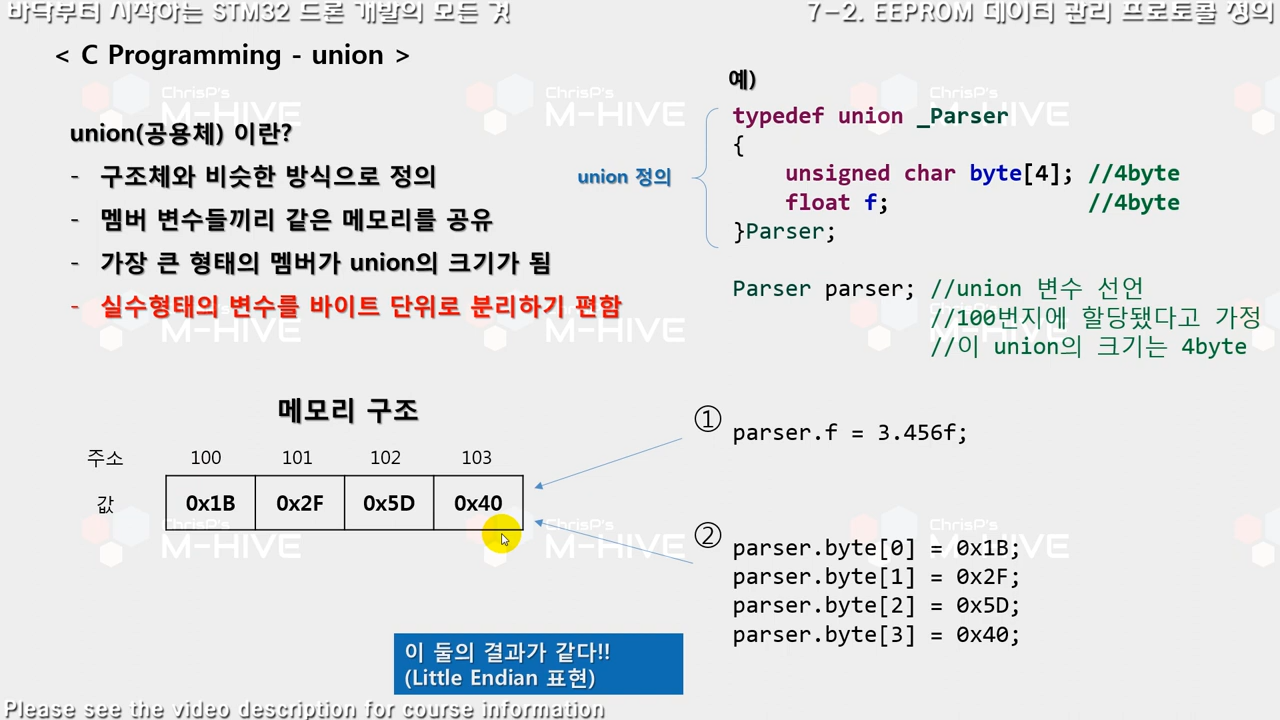 바닥부터 시작하는 STM32 드론 개발의 모든 것
7-2. EEPROM 데이터 관리 프로토콜 정의
< C Programming - union >
union(공용체) 이란?
- 구조체와 비슷한 방식으로 정의
- 멤버 변수들끼리 같은 메모리를 공유
- 가장 큰 형태의 멤버가 union의 크기가 됨
- 실수형태의 변수를 바이트 단위로 분리하기 편함
예)
union 정의
typedef union _Parser
{
unsigned char byte[4]; //4byte
float f; //4byte
}Parser;
Parser parser; //union 변수 선언
//100번지에 할당됐다고 가정
//이 union의 크기는 4byte
메모리 구조
주소 100 101 102 103
값 0x1B 0x2F 0x5D 0x40
①
parser.f = 3.456f;
②
parser.byte[0] = 0x1B;
parser.byte[1] = 0x2F;
parser.byte[2] = 0x5D;
parser.byte[3] = 0x40;
이 둘의 결과가 같다!!
(Little Endian 표현)
Please see the video description for course information
ChrisP's
M-HIVE